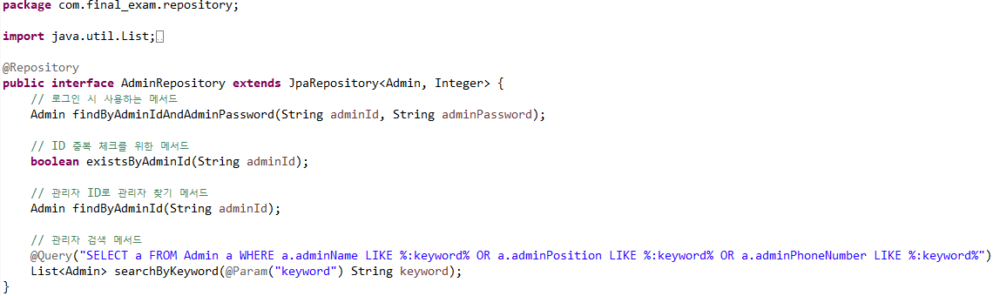 package com.final_exam.repository;
import java.util.List;
@Repository
public interface AdminRepository extends JpaRepository<Admin, Integer> {
// 로그인 시 사용하는 메서드
Admin findByAdminIdAndAdminPassword(String adminId, String adminPassword);
// ID 중복 체크를 위한 메서드
boolean existsByAdminId(String adminId);
// 관리자 ID로 관리자 찾기 메서드
Admin findByAdminId(String adminId);
// 관리자 검색 메서드
@Query("SELECT a FROM Admin a WHERE a.adminName LIKE %:keyword% OR a.adminPosition LIKE %:keyword% OR a.adminPhoneNumber LIKE %:keyword%")
List<Admin> searchByKeyword(@Param("keyword") String keyword);
}